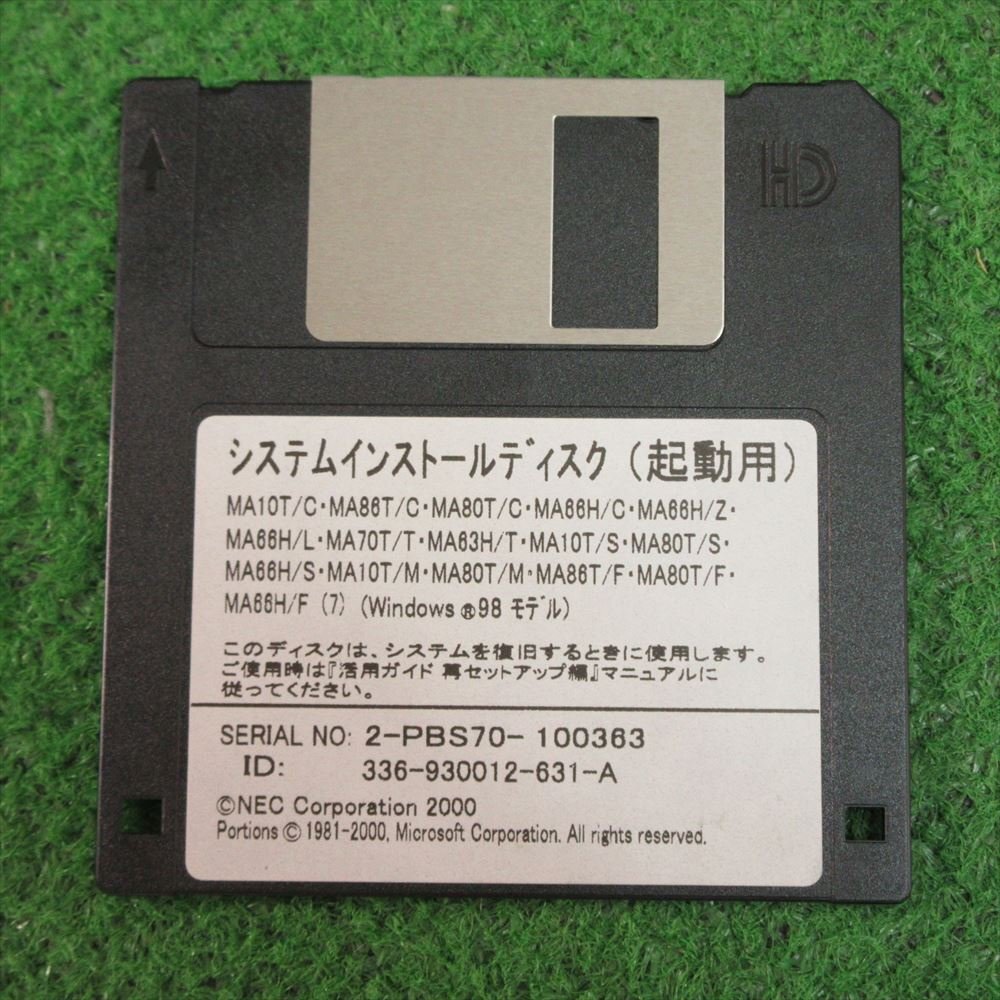 HD
システムインストールディスク(起動用)
MA10T/C・MA86T/C・MA80T/C・MA66H/C・MA66H/Z・
MA66H/L・MA70T/T・MA63H/T・MA10T/S・MA80T/S・
MA66H/S・MA10T/M・MA80T/M・MA86T/F・MA80T/F・
MA66H/F (7) (Windows®98 モデル)
このディスクは、システムを復旧するときに使用します。
ご使用時は『活用ガイド 再セットアップ編』マニュアルに
従ってください。
SERIAL NO: 2-PBS70- 100363
ID: 336-930012-631-A
©NEC Corporation 2000
Portions © 1981-2000, Microsoft Corporation. All rights reserved.